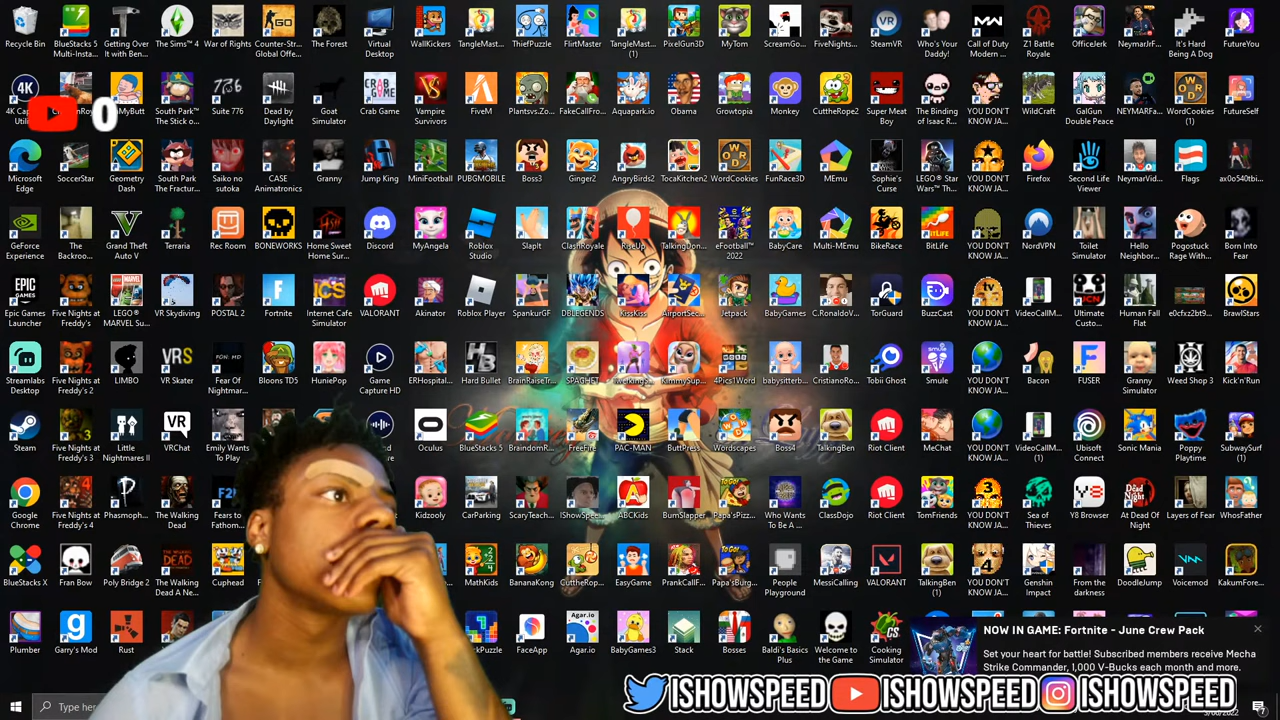 Recycle Bin
BlueStacks 5 Multi-Insta...
Getting Over It with Ben...
The Sims™ 4
War of Rights
Counter-Str... Global Offe...
The Forest
Virtual Desktop
WallKickers
TangleMast...
ThiefPuzzle
FlirtMaster
TangleMast... (1)
PixelGun3D
MyTom
ScreamGo...
FiveNights...
SteamVR
Who's Your Daddy!
Call of Duty Modern ...
Z1 Battle Royale
OfficeJerk
NeymarJrF...
It's Hard Being A Dog
FutureYou
MyButt
South Park™ The Stick o...
Suite 776
Dead by Daylight
Goat Simulator
Crab Game
Vampire Survivors
FiveM
Plantsvs.Zo...
FakeCallFro...
Aquapark.io
Obama
Growtopia
Monkey
CuttheRope2
Super Meat Boy
The Binding of Isaac R...
YOU DON'T KNOW JA...
WildCraft
GalGun Double Peace
NEYMARFa...
WordCookies (1)
FutureSelf
0
Microsoft Edge
SoccerStar
Geometry Dash
South Park The Fractur...
Saiko no sutoka
CASE Animatronics
Granny
Jump King
MiniFootball
PUBGMOBILE
Boss3
Ginger2
AngryBirds2
TocaKitchen2
WordCookies
FunRace3D
MEmu
Sophie's Curse
LEGO® Star Wars™ Th...
YOU DON'T KNOW JA...
Firefox
Second Life Viewer
NeymarVid...
Flags
ax0o540tbi...
GeForce Experience
The Backroo...
Grand Theft Auto V
Terraria
Rec Room
BONEWORKS
Home Sweet Home Sur...
Discord
MyAngela
Roblox Studio
SlapIt
ClashRoyale
RiseUp
TalkingDon...
eFootball™ 2022
BabyCare
Multi-MEmu
BikeRace
BitLife
YOU DON'T KNOW JA...
NordVPN
Toilet Simulator
Hello Neighbor...
Pogostuck Rage With...
Born Into Fear
Epic Games Launcher
Five Nights at Freddy's
LEGO® MARVEL Su...
VR Skydiving
POSTAL 2
Fortnite
Internet Cafe Simulator
VALORANT
Akinator
Roblox Player
SpankurGF
DBLEGENDS
KissKiss
AirportSec...
Jetpack
BabyGames
C.RonaldoV...
TorGuard
BuzzCast
YOU DON'T KNOW JA...
VideoCallM...
Ultimate Custo...
Human Fall Flat
e0cfxz2bt9...
BrawlStars
Streamlabs Desktop
Five Nights at Freddy's 2
LIMBO
VR Skater
Fear Of Nightmar...
Bloons TD5
HuniePop
Game Capture HD
ERHospital...
Hard Bullet
BrainRaiseTr...
SPAGHET
TwerkingS...
KimmySup...
4Pics1Word
babysitterb...
CristianoRo...
Tobii Ghost
Smule
YOU DON'T KNOW JA...
Bacon
FUSER
Granny Simulator
Weed Shop 3
Kick'n'Run
Steam
Five Nights at Freddy's 3
Little Nightmares II
VRChat
Emily Wants To Play
Oculus
BlueStacks 5
BraindomR...
FreeFire
PAC-MAN
ButtPress
Wordscapes
Boss4
TalkingBen
Riot Client
MeChat
YOU DON'T KNOW JA...
VideoCallM... (1)
Ubisoft Connect
Sonic Mania
Poppy Playtime
SubwaySurf (1)
Google Chrome
Five Nights at Freddy's 4
Phasmoph...
The Walking Dead
Fears to Fathom...
Kidzooly
CarParking
ScaryTeach...
IShowSpee...
ABCKids
BumSlapper
Papa'sPizz...
Who Wants To Be A ...
ClassDojo
Riot Client
TomFriends
YOU DON'T KNOW JA...
Sea of Thieves
Y8 Browser
At Dead Of Night
Layers of Fear
WhosFather
BlueStacks X
Fran Bow
Poly Bridge 2
The Walking Dead A Ne...
Cuphead
MathKids
BananaKong
CuttheRop...
EasyGame
PrankCallF...
Papa'sBurg...
People Playground
MessiCalling
VALORANT
TalkingBen (1)
YOU DON'T KNOW JA...
Genshin Impact
From the darkness
DoodleJump
Voicemod
KakumFore...
Plumber
Garry's Mod
Rust
FaceApp
Agar.io
BabyGames3
Stack
Bosses
Baldi's Basics Plus
Welcome to the Game
Cooking Simulator
NOW IN GAME: Fortnite - June Crew Pack
Set your heart for battle! Subscribed members receive Mecha
Strike Commander, 1,000 V-Bucks each month and more.
Type her
ISHOWSPEED ISHOWSPEED ISHOWSPEED